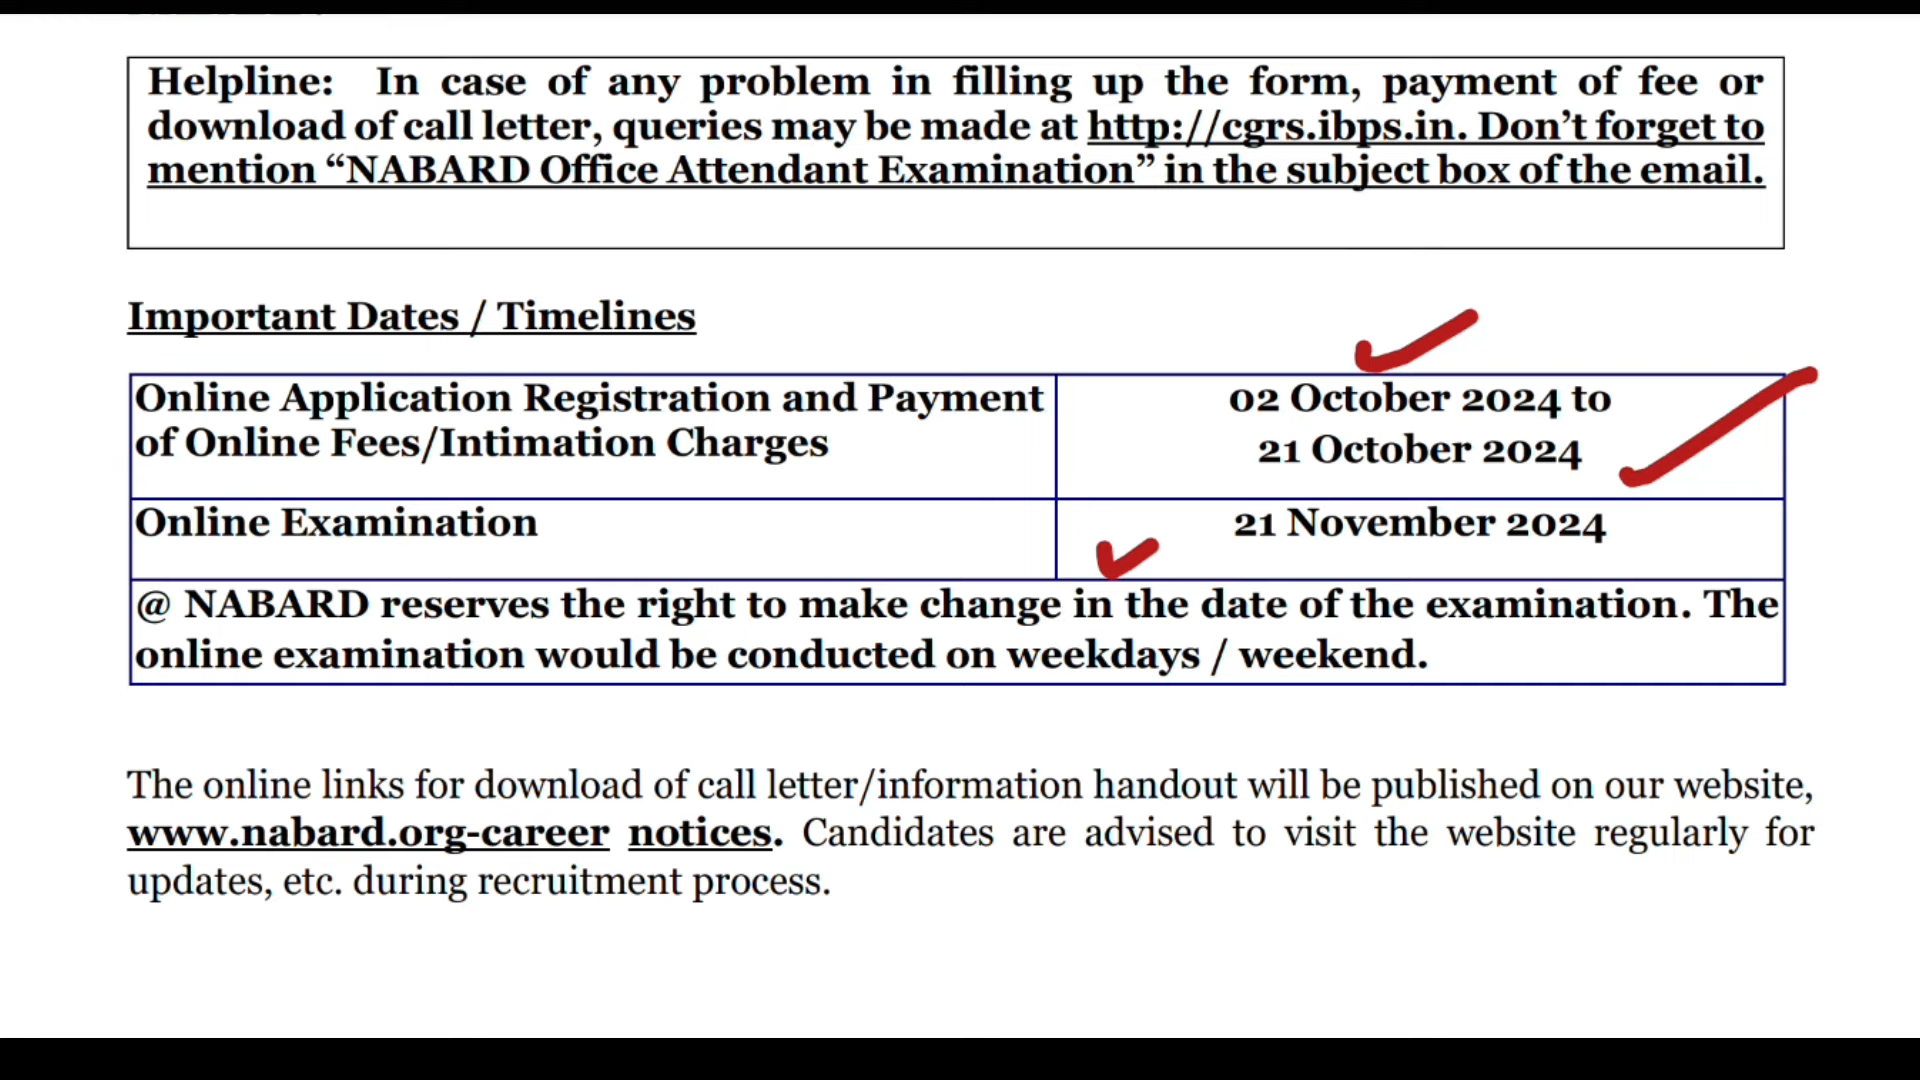 Helpline: In case of any problem in filling up the form, payment of fee or
download of call letter, queries may be made at http://cgrs.ibps.in. Don’t forget to
mention “NABARD Office Attendant Examination” in the subject box of the email.
Important Dates / Timelines
Online Application Registration and Payment
of Online Fees/Intimation Charges
02 October 2024 to
21 October 2024
Online Examination
21 November 2024
@ NABARD reserves the right to make change in the date of the examination. The
online examination would be conducted on weekdays / weekend.
The online links for download of call letter/information handout will be published on our website,
www.nabard.org-career notices. Candidates are advised to visit the website regularly for
updates, etc. during recruitment process.